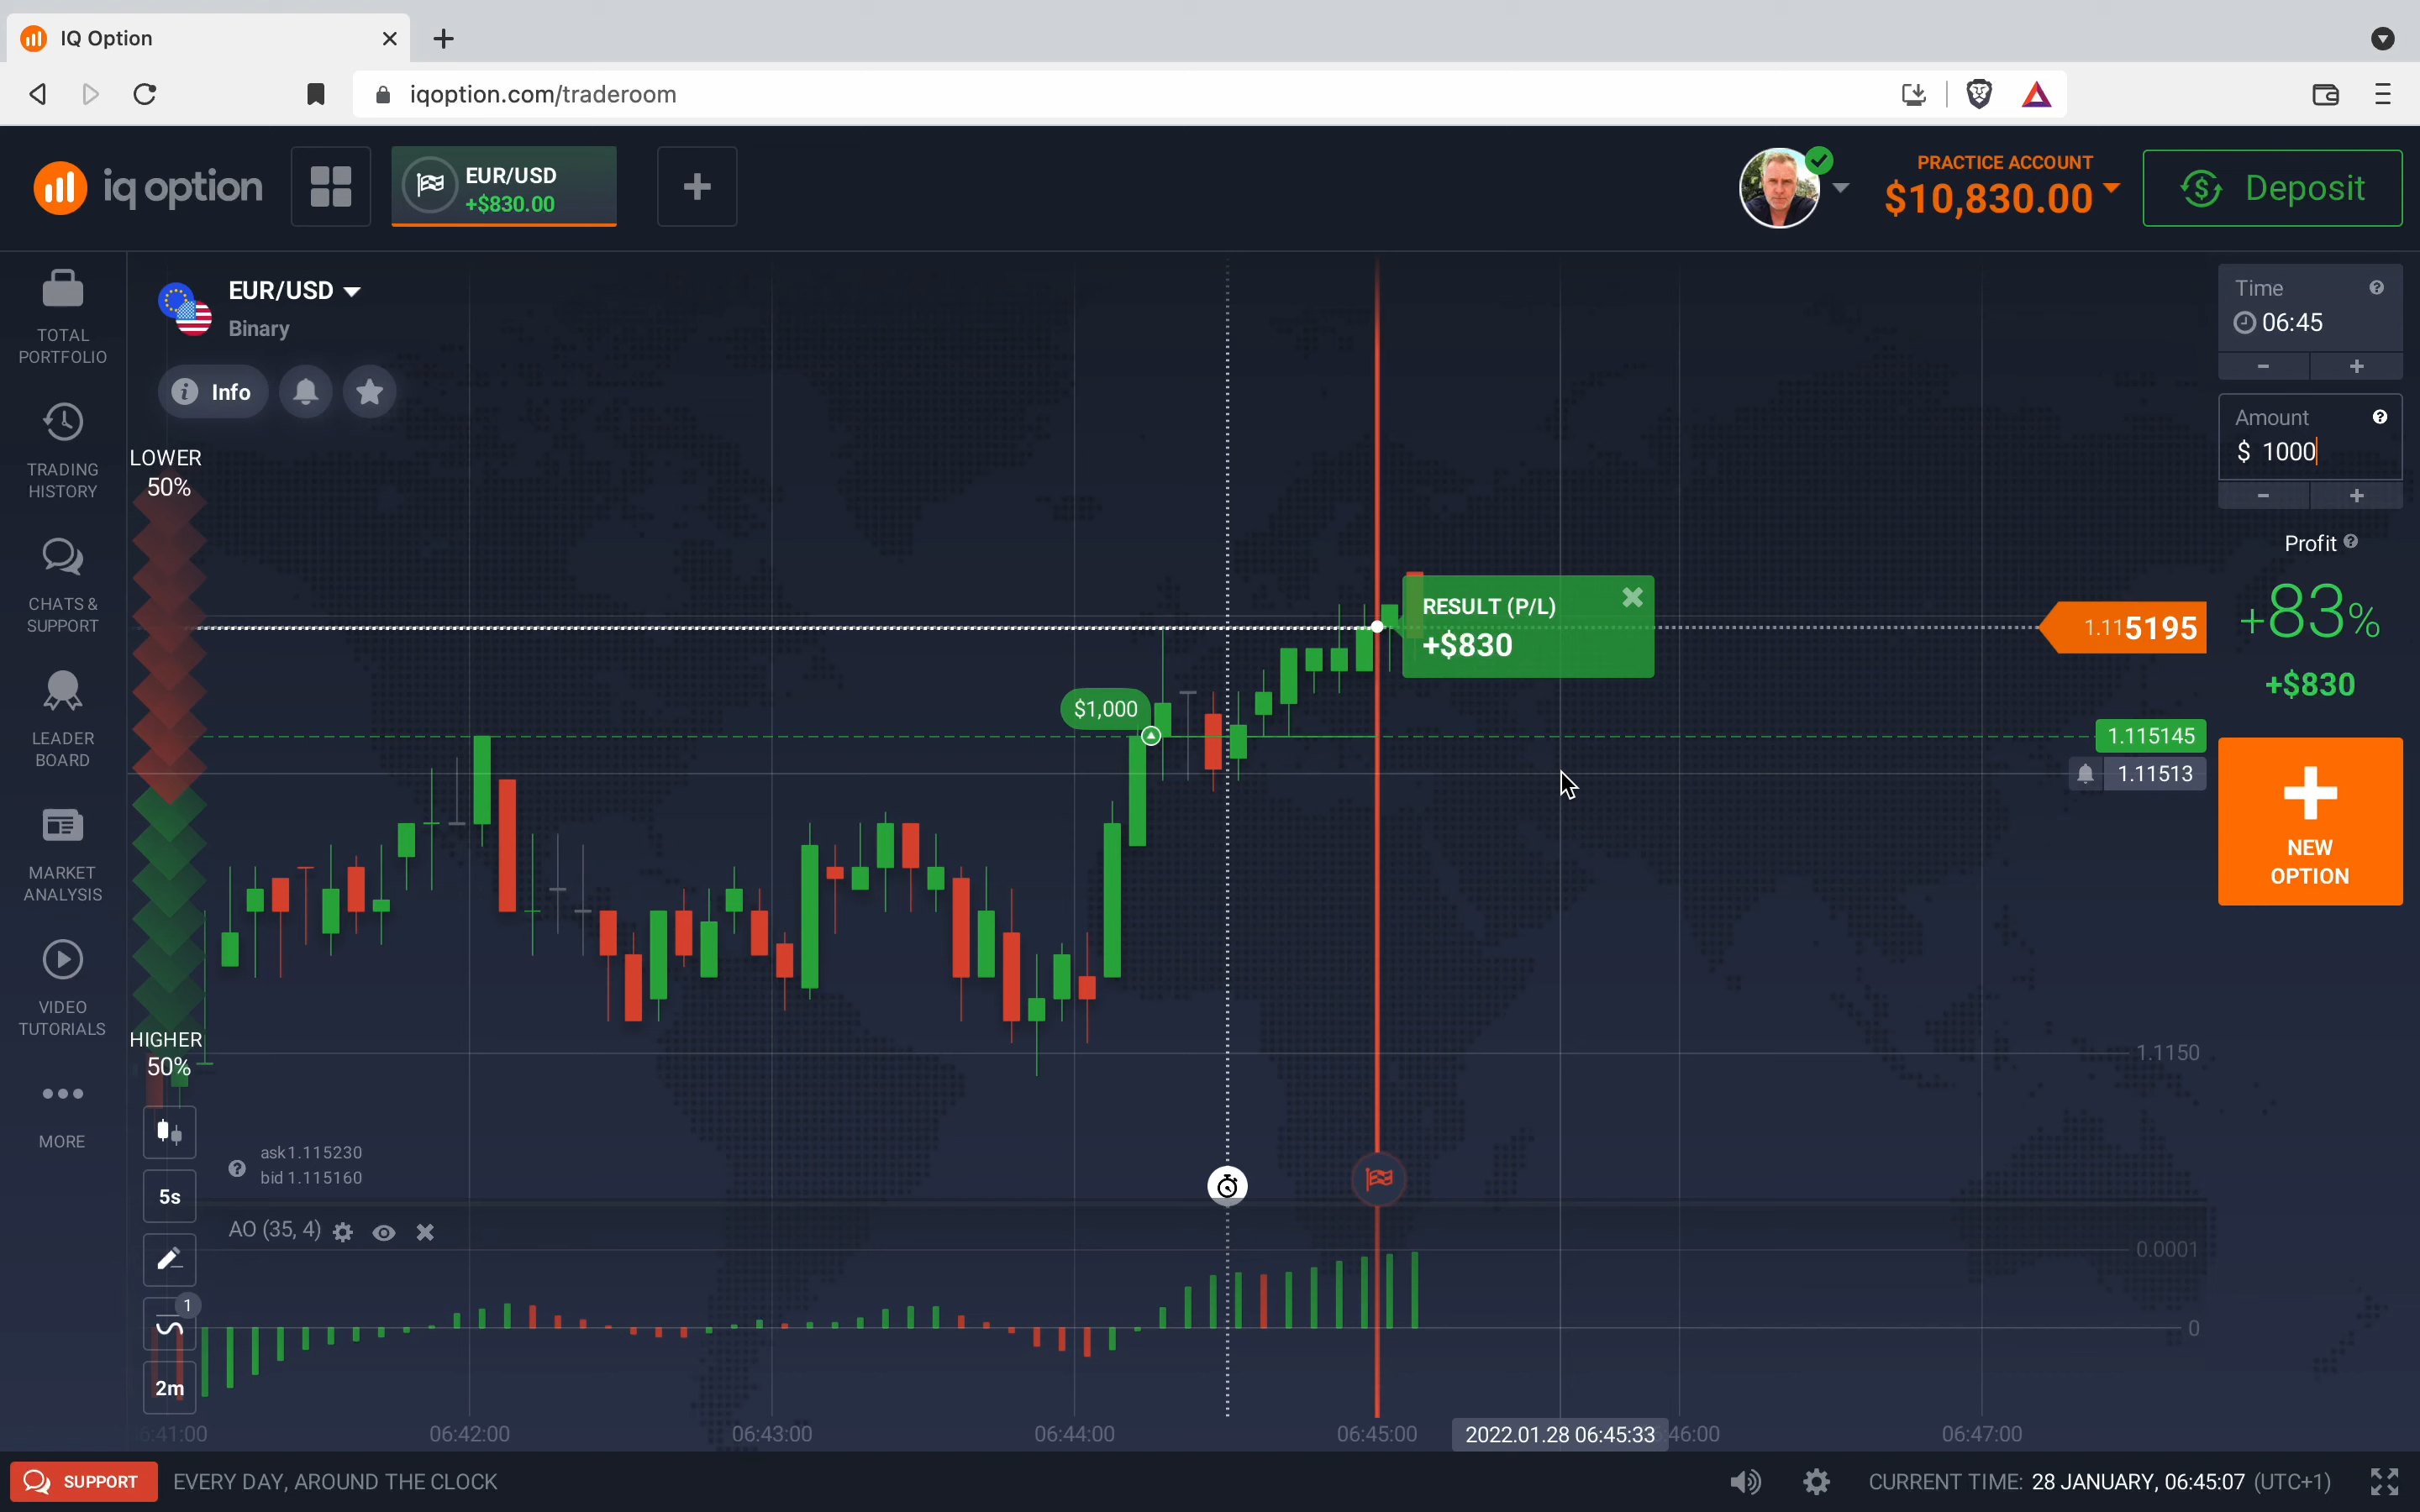 IQ Option
iqoption.com/traderoom
iq option
EUR/USD
+$830.00
PRACTICE ACCOUNT
$10,830.00
Deposit
TOTAL
PORTFOLIO
TRADING
HISTORY
CHATS &
SUPPORT
LEADER
BOARD
MARKET
ANALYSIS
VIDEO
TUTORIALS
MORE
EUR/USD
Binary
Info
LOWER
50%
HIGHER
50%
$1,000
RESULT (P/L)
+$830
1.115195
1.115145
1.11513
1.1150
0.0001
0
Time
06:45
Amount
$ 1000
Profit
+83%
+$830
NEW
OPTION
ask 1.115230
bid 1.115160
AO (35, 4)
5s
1
2m
6:41:00
06:42:00
06:43:00
06:44:00
06:45:00
2022.01.28 06:45:33
46:00
06:47:00
SUPPORT
EVERY DAY, AROUND THE CLOCK
CURRENT TIME: 28 JANUARY, 06:45:07 (UTC+1)